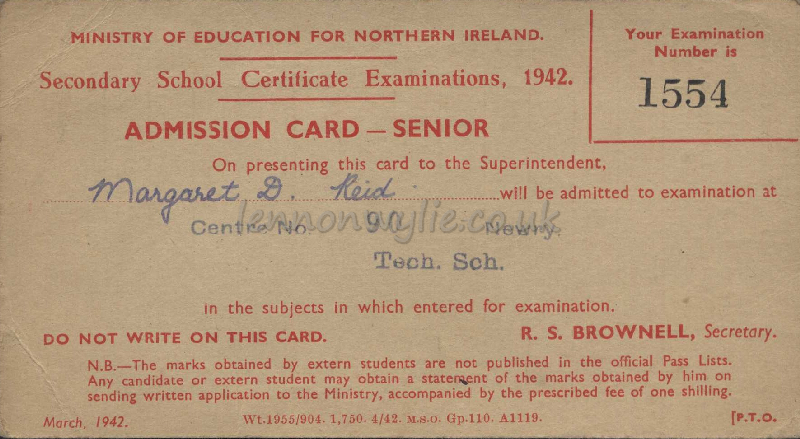 MINISTRY OF EDUCATION FOR NORTHERN IRELAND.
Secondary School Certificate Examinations, 1942.
Your Examination
Number is
1554
ADMISSION CARD — SENIOR
On presenting this card to the Superintendent,
Margaret D. Reid will be admitted to examination at
lennonwylie.co.uk
Centre No. 90 Newry
Tech. Sch.
in the subjects in which entered for examination.
DO NOT WRITE ON THIS CARD. R. S. BROWNELL, Secretary.
N.B.—The marks obtained by extern students are not published in the official Pass Lists.
Any candidate or extern student may obtain a statement of the marks obtained by him on
sending written application to the Ministry, accompanied by the prescribed fee of one shilling.
March, 1942. Wt.1955/904. 1,750. 4/42. M.S.O. Gp.110. A1119. [P.T.O.